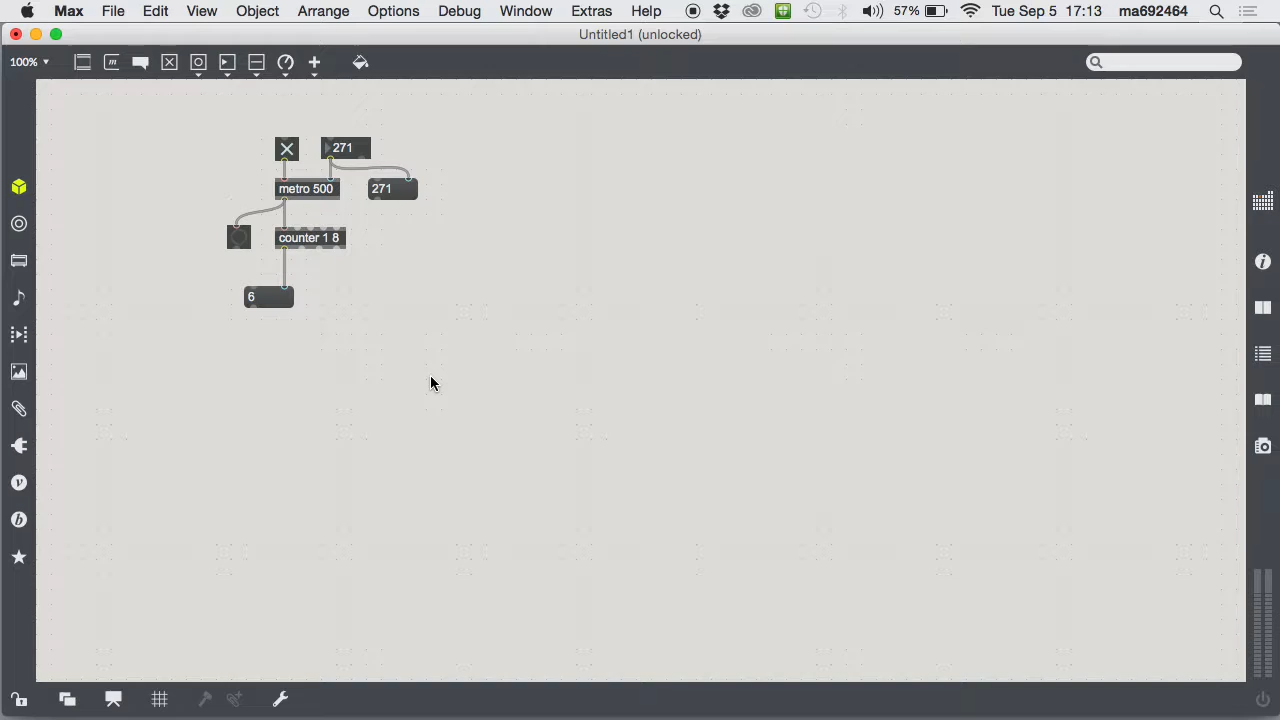 Max File Edit View Object Arrange Options Debug Window Extras Help 57% Tue Sep 5 17:13 ma692464
Untitled1 (unlocked)
100%
271
metro 500 271
counter 1 8
6